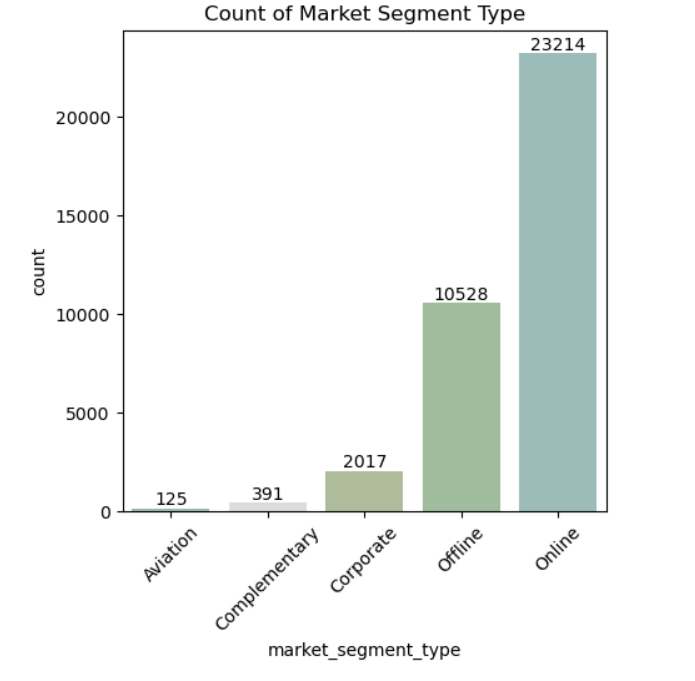 Count of Market Segment Type
23214
20000
15000
10528
10000
5000
2017
391
125
0
count
Aviation
Complementary
Corporate
Offline
Online
market_segment_type